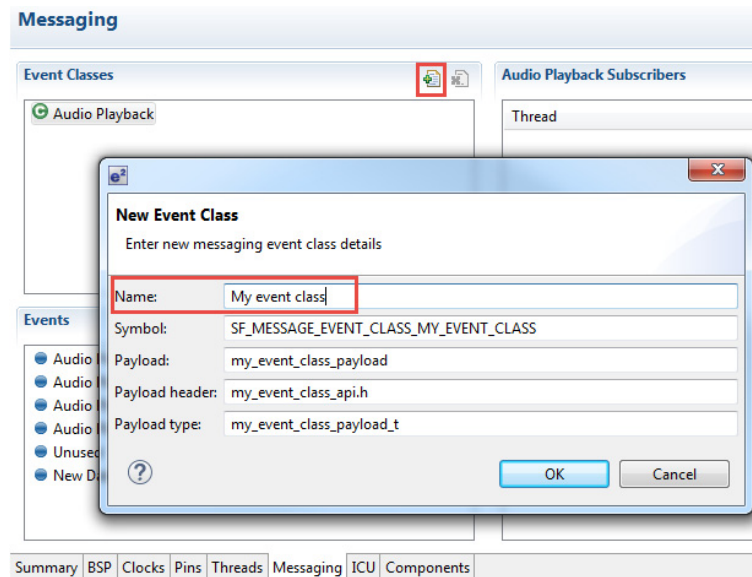 Messaging
Event Classes
Audio Playback Subscribers
C Audio Playback
Thread
e²
x
New Event Class
Enter new messaging event class details
Name: My event class
Symbol: SF_MESSAGE_EVENT_CLASS_MY_EVENT_CLASS
Payload: my_event_class_payload
Payload header: my_event_class_api.h
Payload type: my_event_class_payload_t
Events
Audio
Audio
Audio
Audio
Unused
New
? OK Cancel
Summary BSP Clocks Pins Threads Messaging ICU Components